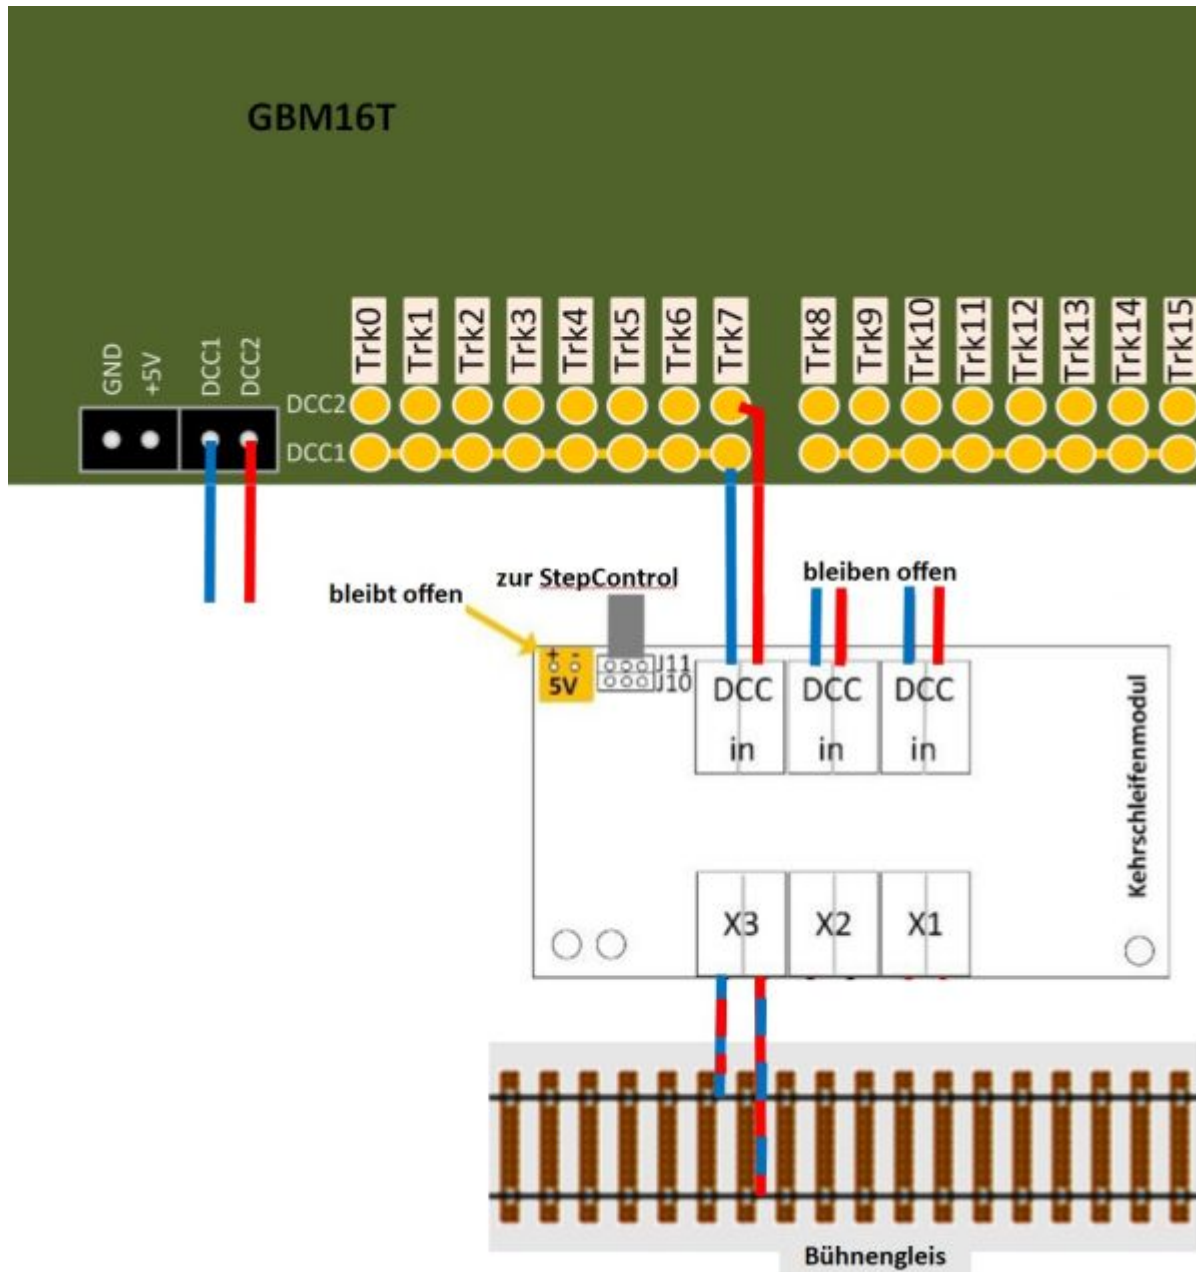 GBM16T
GND
+5V
DCC1
DCC2
Trk0
Trk1
Trk2
Trk3
Trk4
Trk5
Trk6
Trk7
Trk8
Trk9
Trk10
Trk11
Trk12
Trk13
Trk14
Trk15
DCC2
DCC1
bleibt offen
zur StepControl
bleiben offen
+ -
5V
J11
J10
DCC in
DCC in
DCC in
Kehrschleifenmodul
X3
X2
X1
Bühnengleis